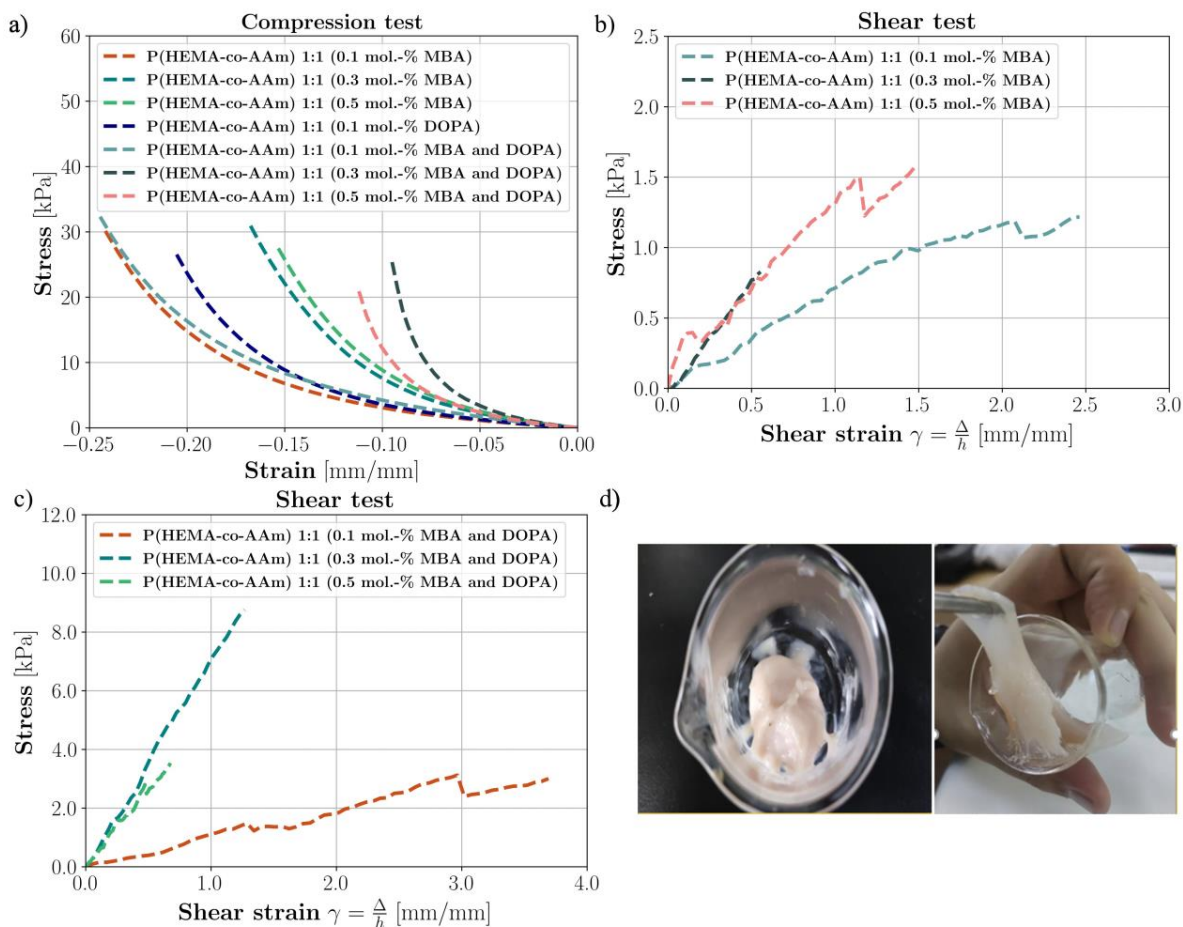 a)
Compression test
60
50
40
30
20
10
0
Stress [kPa]
P(HEMA-co-AAm) 1:1 (0.1 mol.-% MBA)
P(HEMA-co-AAm) 1:1 (0.3 mol.-% MBA)
P(HEMA-co-AAm) 1:1 (0.5 mol.-% MBA)
P(HEMA-co-AAm) 1:1 (0.1 mol.-% DOPA)
P(HEMA-co-AAm) 1:1 (0.1 mol.-% MBA and DOPA)
P(HEMA-co-AAm) 1:1 (0.3 mol.-% MBA and DOPA)
P(HEMA-co-AAm) 1:1 (0.5 mol.-% MBA and DOPA)
−0.25 −0.20 −0.15 −0.10 −0.05 0.00
Strain [mm/mm]
b)
Shear test
2.5
2.0
1.5
1.0
0.5
0.0
Stress [kPa]
P(HEMA-co-AAm) 1:1 (0.1 mol.-% MBA)
P(HEMA-co-AAm) 1:1 (0.3 mol.-% MBA)
P(HEMA-co-AAm) 1:1 (0.5 mol.-% MBA)
0.0 0.5 1.0 1.5 2.0 2.5 3.0
Shear strain γ = Δ/h [mm/mm]
c)
Shear test
12.0
10.0
8.0
6.0
4.0
2.0
0.0
Stress [kPa]
P(HEMA-co-AAm) 1:1 (0.1 mol.-% MBA and DOPA)
P(HEMA-co-AAm) 1:1 (0.3 mol.-% MBA and DOPA)
P(HEMA-co-AAm) 1:1 (0.5 mol.-% MBA and DOPA)
0.0 1.0 2.0 3.0 4.0
Shear strain γ = Δ/h [mm/mm]
d)